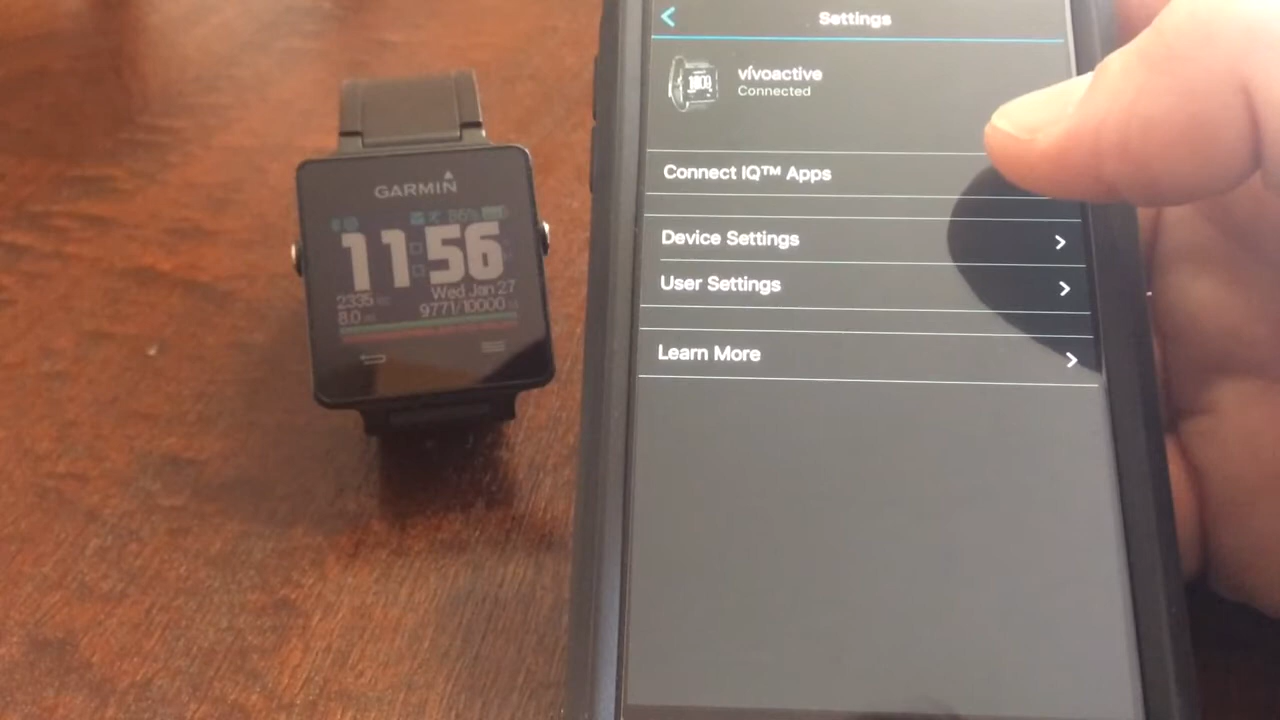 GARMIN
86%
11:56
Wed Jan 27
2335
9771/10000
8.0
Settings
vívoactive
Connected
Connect IQ™ Apps
Device Settings
User Settings
Learn More